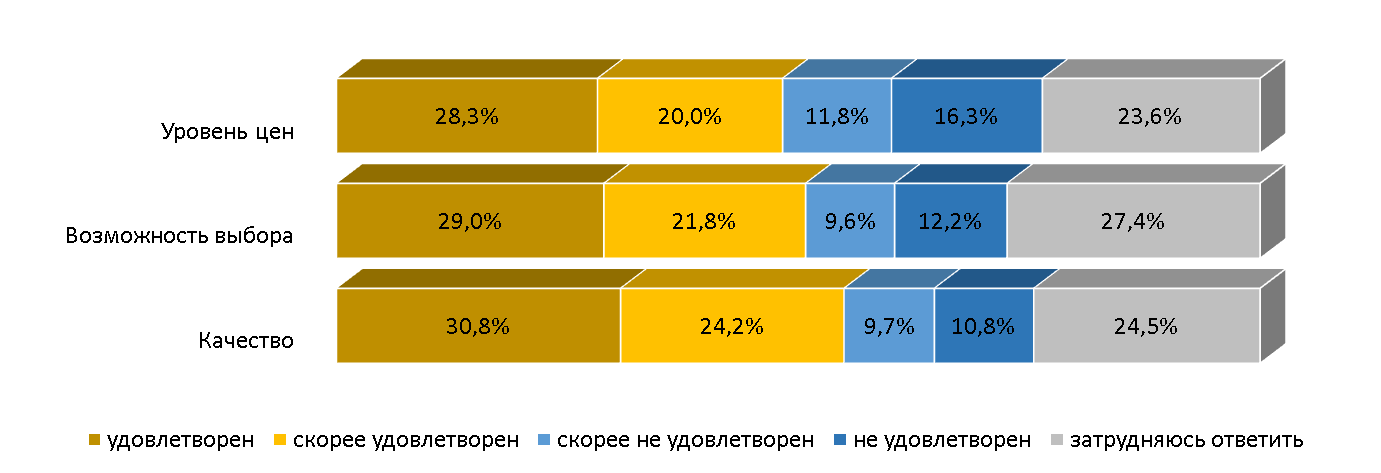 Уровень цен
28,3% 20,0% 11,8% 16,3% 23,6%
Возможность выбора
29,0% 21,8% 9,6% 12,2% 27,4%
Качество
30,8% 24,2% 9,7% 10,8% 24,5%
удовлетворен скорее удовлетворен скорее не удовлетворен не удовлетворен затрудняюсь ответить